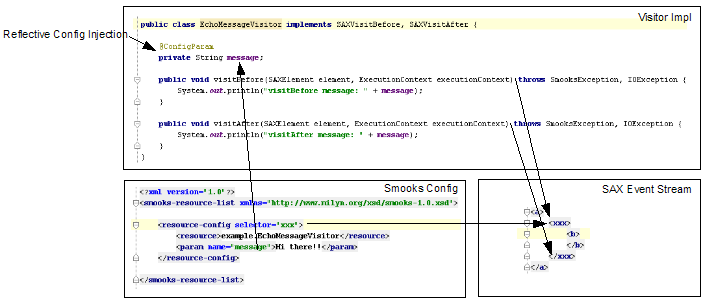 Visitor Impl
public class EchoMessageVisitor implements SAXVisitBefore, SAXVisitAfter {
Reflective Config Injection
@ConfigParam
private String message;
public void visitBefore(SAXElement element, ExecutionContext executionContext) throws SmooksException, IOException {
System.out.println("visitBefore message: " + message);
}
public void visitAfter(SAXElement element, ExecutionContext executionContext) throws SmooksException, IOException {
System.out.println("visitAfter message: " + message);
}
}
Smooks Config
<?xml version="1.0"?>
<smooks-resource-list xmlns="http://www.milyn.org/xsd/smooks-1.0.xsd">
<resource-config selector="xxx">
<resource>example.EchoMessageVisitor</resource>
<param name="message">Hi there!!</param>
</resource-config>
</smooks-resource-list>
SAX Event Stream
<a>
<xxx>
<b>
</b>
</xxx>
</a>